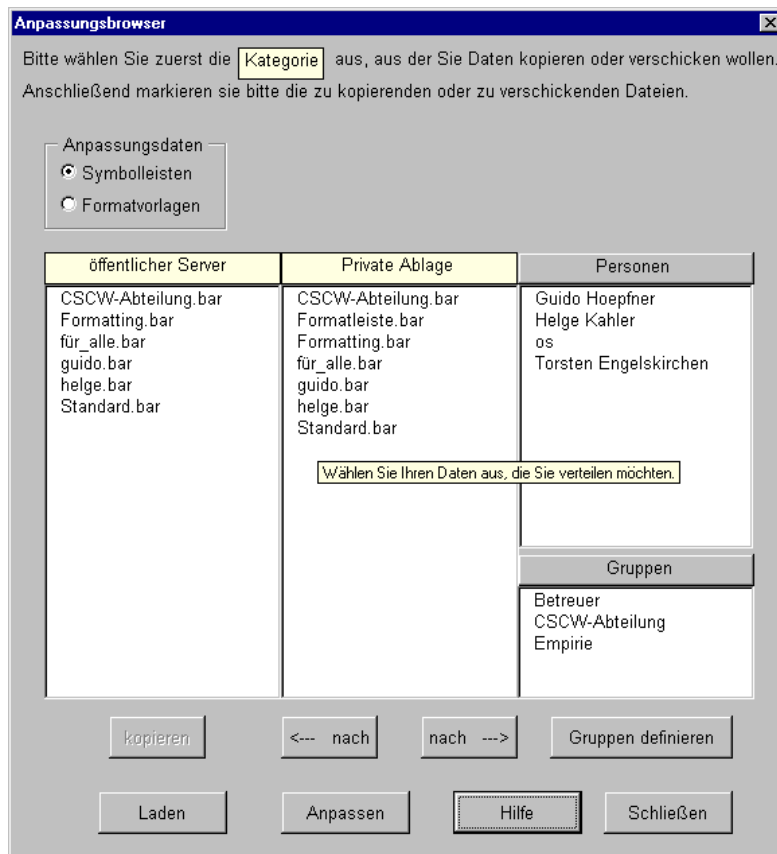 Anpassungsbrowser
Bitte wählen Sie zuerst die Kategorie aus, aus der Sie Daten kopieren oder verschicken wollen.
Anschließend markieren sie bitte die zu kopierenden oder zu verschickenden Dateien.
Anpassungsdaten
Symbolleisten
Formatvorlagen
öffentlicher Server
CSCW-Abteilung.bar
Formatting.bar
für_alle.bar
guido.bar
helge.bar
Standard.bar
Private Ablage
CSCW-Abteilung.bar
Formatleiste.bar
Formatting.bar
für_alle.bar
guido.bar
helge.bar
Standard.bar
Wählen Sie Ihren Daten aus, die Sie verteilen möchten.
Personen
Guido Hoepfner
Helge Kahler
os
Torsten Engelskirchen
Gruppen
Betreuer
CSCW-Abteilung
Empirie
kopieren
<--- nach
nach --->
Gruppen definieren
Laden
Anpassen
Hilfe
Schließen